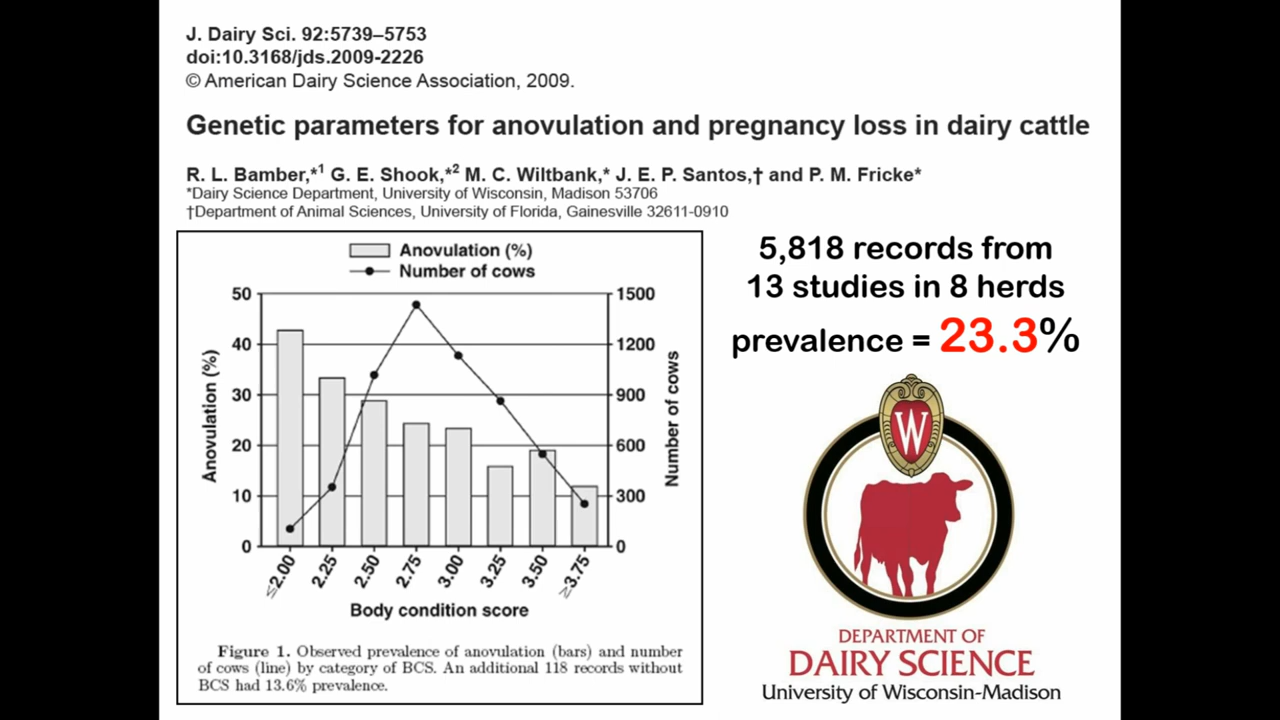 J. Dairy Sci. 92:5739–5753
doi:10.3168/jds.2009-2226
© American Dairy Science Association, 2009.
Genetic parameters for anovulation and pregnancy loss in dairy cattle
R. L. Bamber,*1 G. E. Shook,*2 M. C. Wiltbank,* J. E. P. Santos,† and P. M. Fricke*
*Dairy Science Department, University of Wisconsin, Madison 53706
†Department of Animal Sciences, University of Florida, Gainesville 32611-0910
Anovulation (%)
Number of cows
50
40
30
20
10
0
Anovulation (%)
1500
1200
900
600
300
0
Number of cows
≤2.00
2.25
2.50
2.75
3.00
3.25
3.50
≥3.75
Body condition score
Figure 1. Observed prevalence of anovulation (bars) and number
of cows (line) by category of BCS. An additional 118 records without
BCS had 13.6% prevalence.
5,818 records from
13 studies in 8 herds
prevalence = 23.3%
W
DEPARTMENT OF
DAIRY SCIENCE
University of Wisconsin-Madison